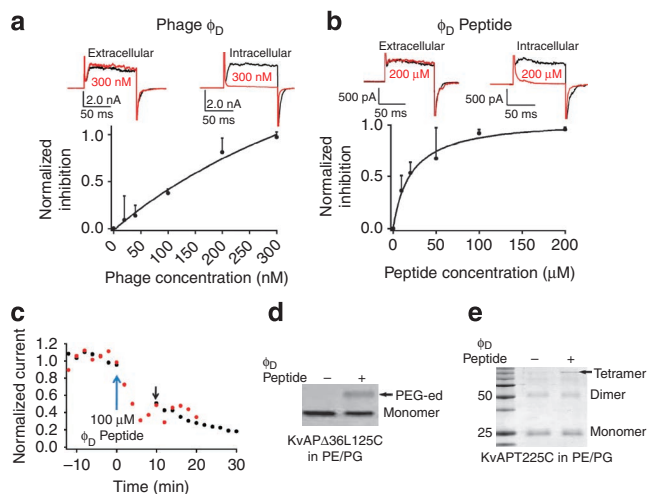 a
Phage ϕD
Extracellular
Intracellular
300 nM
300 nM
2.0 nA
50 ms
2.0 nA
50 ms
Normalized
inhibition
1.0
0.5
0.0
0
50
100
150
200
250
300
Phage concentration (nM)
b
ϕD Peptide
Extracellular
Intracellular
200 μM
200 μM
500 pA
50 ms
500 pA
50 ms
Normalized
inhibition
1.0
0.5
0.0
0
50
100
150
200
Peptide concentration (μM)
c
Normalized current
1.2
1.0
0.8
0.6
0.4
0.2
0.0
100 μM
ϕD Peptide
−10
0
10
20
30
Time (min)
d
ϕD
Peptide − +
PEG-ed
Monomer
KvAPΔ36L125C
in PE/PG
e
ϕD
Peptide − +
Tetramer
50
Dimer
25
Monomer
KvAPT225C in PE/PG